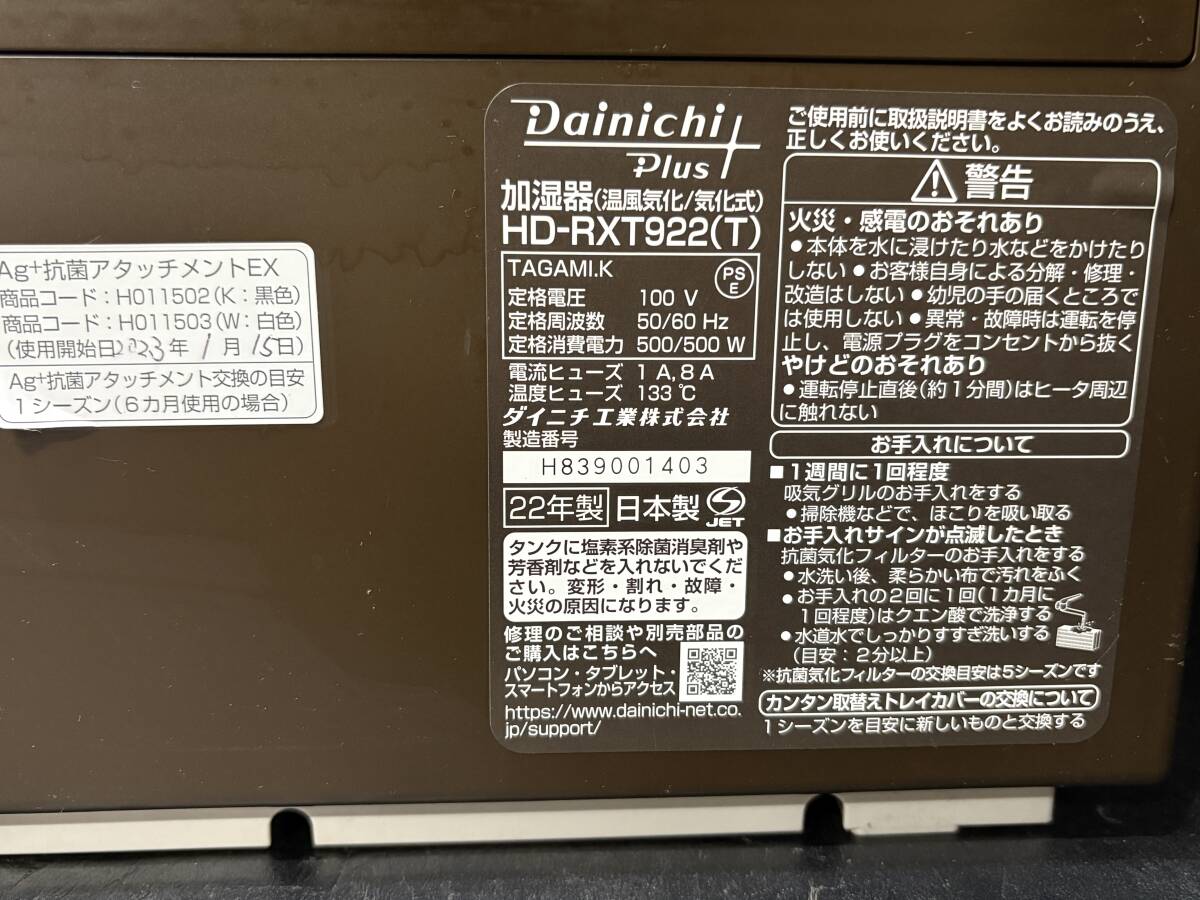 Ag+抗菌アタッチメントEX
商品コード：H011502(K：黒色)
商品コード：H011503(W：白色)
(使用開始日2023年1月15日)
Ag+抗菌アタッチメント交換の目安
1シーズン(6カ月使用の場合)
Dainichi
Plus
加湿器(温風気化/気化式)
HD-RXT922(T)
TAGAMI.K
PS
E
定格電圧 100 V
定格周波数 50/60 Hz
定格消費電力 500/500 W
電流ヒューズ 1 A,8 A
温度ヒューズ 133℃
ダイニチ工業株式会社
製造番号
H839001403
22年製 日本製 JET
タンクに塩素系除菌消臭剤や
芳香剤などを入れないでくだ
さい。変形・割れ・故障・
火災の原因になります。
修理のご相談や別売部品の
ご購入はこちらへ
パソコン・タブレット・
スマートフォンからアクセス
https://www.dainichi-net.co.
jp/support/
ご使用前に取扱説明書をよくお読みのうえ、
正しくお使いください。
警告
火災・感電のおそれあり
●本体を水に浸けたり水などをかけたり
しない●お客様自身による分解・修理・
改造はしない●幼児の手の届くところで
は使用しない●異常・故障時は運転を停
止し、電源プラグをコンセントから抜く
やけどのおそれあり
●運転停止直後(約1分間)はヒータ周辺
に触れない
お手入れについて
■1週間に1回程度
吸気グリルのお手入れをする
●掃除機などで、ほこりを吸い取る
■お手入れサインが点滅したとき
抗菌気化フィルターのお手入れをする
●水洗い後、柔らかい布で汚れをふく
●お手入れの2回に1回(1カ月に
1回程度)はクエン酸で洗浄する
●水道水でしっかりすすぎ洗いする
(目安：2分以上)
※抗菌気化フィルターの交換目安は5シーズンです
カンタン取替えトレイカバーの交換について
1シーズンを目安に新しいものと交換する